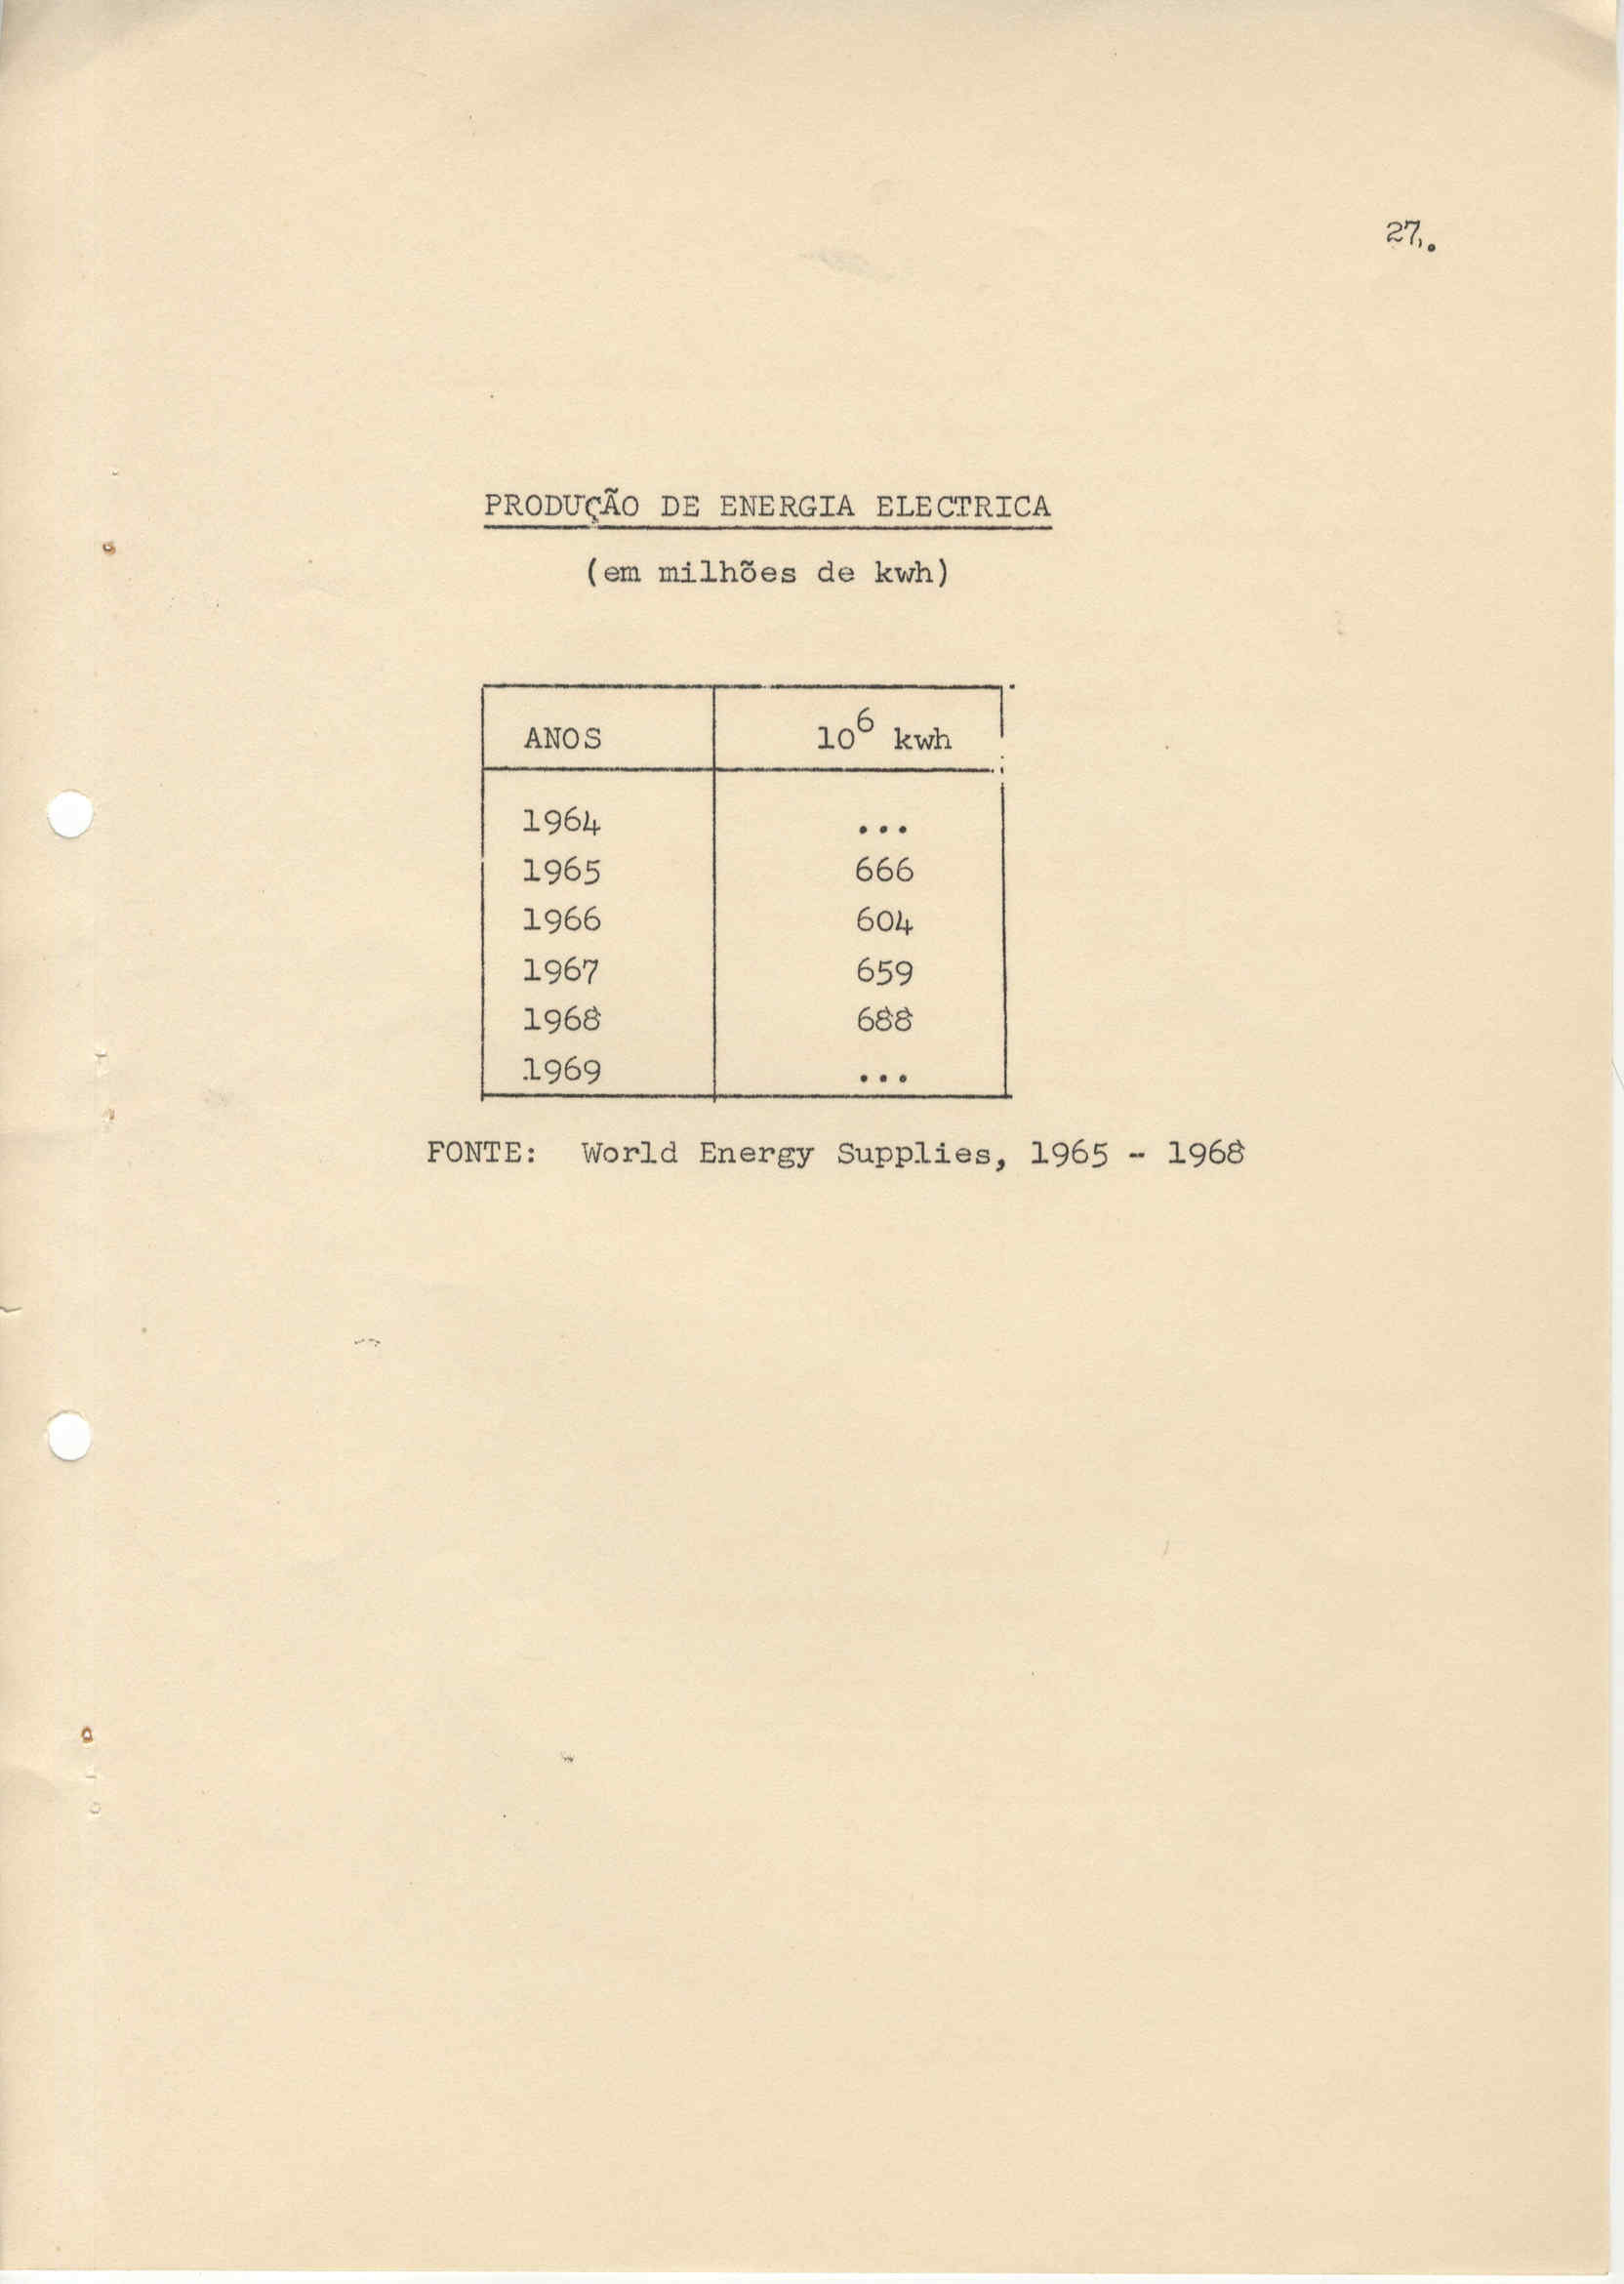 27.
PRODUÇÃO DE ENERGIA ELECTRICA
(em milhões de kwh)
ANOS 10⁶ kwh
1964 ...
1965 666
1966 604
1967 659
1968 688
1969 ...
FONTE: World Energy Supplies, 1965 - 1968